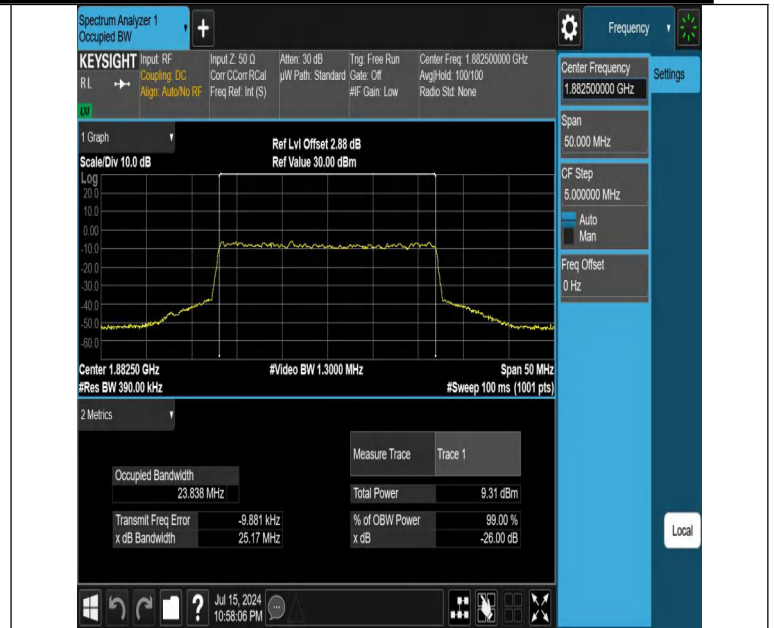 Spectrum Analyzer 1
Occupied BW
+
Frequency
KEYSIGHT
RL
LXI
Input: RF
Coupling: DC
Align: Auto/No RF
Input Z: 50 Ω
Corr CCorr RCal
Freq Ref: Int (S)
Atten: 30 dB
µW Path: Standard
Trig: Free Run
Gate: Off
#IF Gain: Low
Center Freq: 1.882500000 GHz
Avg|Hold: 100/100
Radio Std: None
Center Frequency
1.882500000 GHz
Settings
Span
50.000 MHz
CF Step
5.000000 MHz
Auto
Man
Freq Offset
0 Hz
Local
1 Graph
Scale/Div 10.0 dB
Ref Lvl Offset 2.88 dB
Ref Value 30.00 dBm
Log
20.0
10.0
0.00
-10.0
-20.0
-30.0
-40.0
-50.0
-60.0
Center 1.88250 GHz
#Video BW 1.3000 MHz
Span 50 MHz
#Res BW 390.00 kHz
#Sweep 100 ms (1001 pts)
2 Metrics
Measure Trace Trace 1
Occupied Bandwidth
23.838 MHz
Total Power 9.31 dBm
Transmit Freq Error -9.881 kHz
% of OBW Power 99.00 %
x dB Bandwidth 25.17 MHz
x dB -26.00 dB
?
Jul 15, 2024
10:58:06 PM